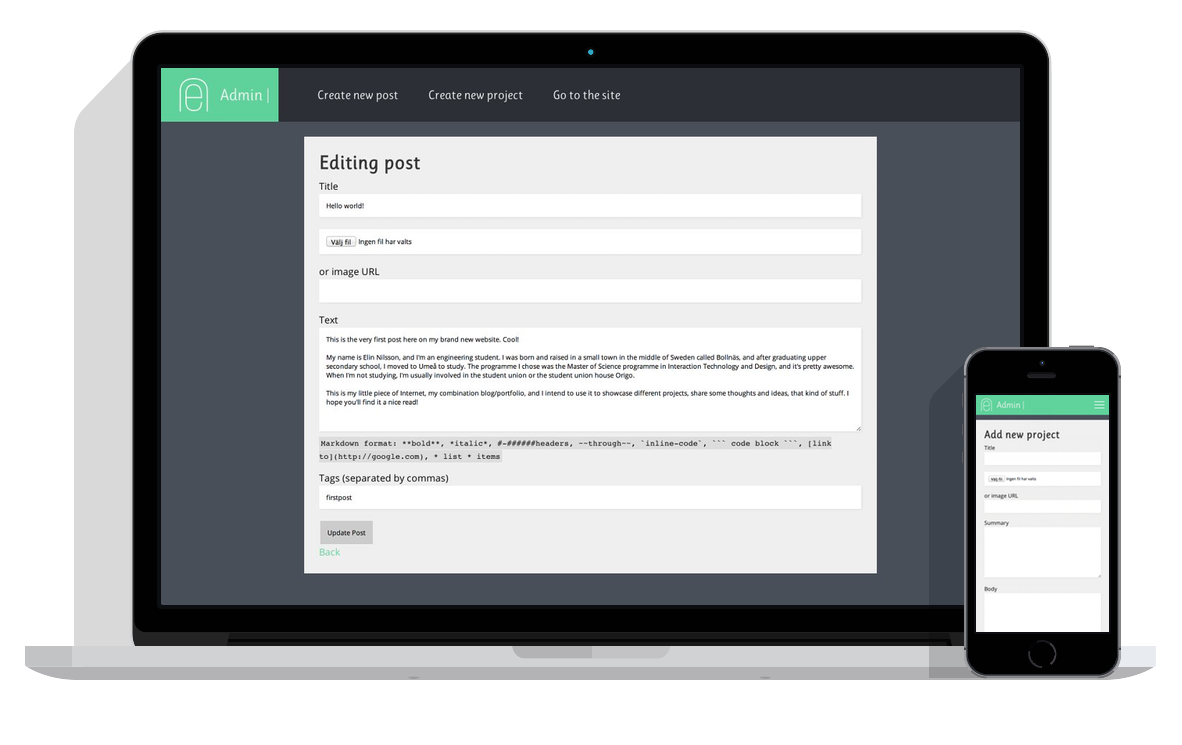 Admin |
Create new post
Create new project
Go to the site
Editing post
Title
Hello world!
Välj fil Ingen fil har valts
or image URL
Text
This is the very first post here on my brand new website. Cool!
My name is Elin Nilsson, and I'm an engineering student. I was born and raised in a small town in the middle of Sweden called Bollnäs, and after graduating upper
secondary school, I moved to Umeå to study. The programme I chose was the Master of Science programme in Interaction Technology and Design, and it's pretty awesome.
When I'm not studying, I'm usually involved in the student union or the student union house Origo.
This is my little piece of Internet, my combination blog/portfolio, and I intend to use it to showcase different projects, share some thoughts and ideas, that kind of stuff. I
hope you'll find it a nice read!
Markdown format: **bold**, *italic*, #-######headers, --through--, `inline-code`, ``` code block ```, [link
to](http://google.com), * list * items
Tags (separated by commas)
firstpost
Update Post
Back
Admin |
Add new project
Title
Välj fil Ingen fil har valts
or image URL
Summary
Body